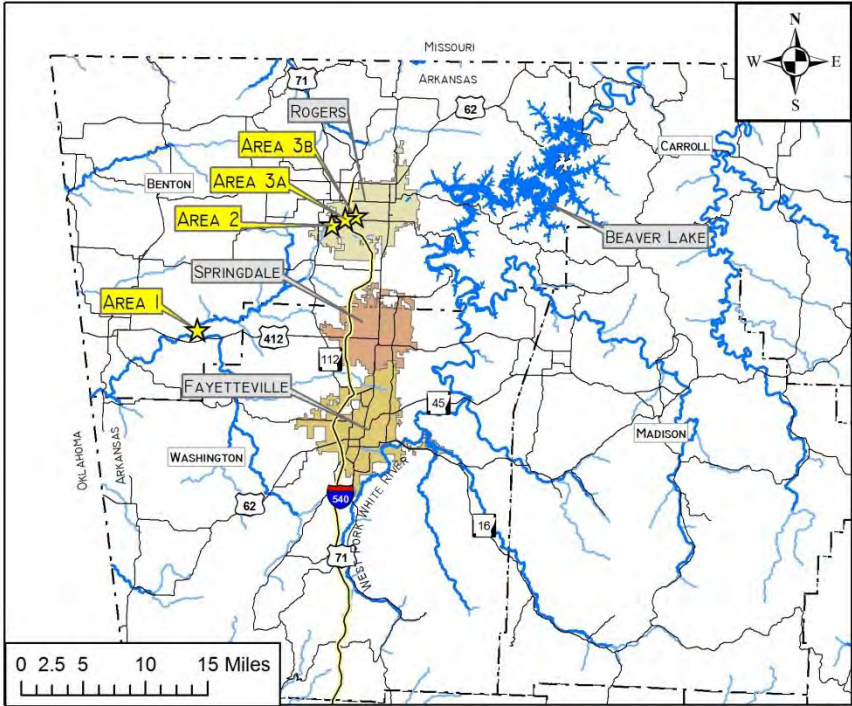 N
W E
S
MISSOURI
ARKANSAS
71
62
ROGERS
AREA 3B
CARROLL
BENTON
AREA 3A
AREA 2
BEAVER LAKE
SPRINGDALE
AREA 1
412
112
FAYETTEVILLE
45
MADISON
OKLAHOMA
ARKANSAS
WASHINGTON
WEST FORK WHITE RIVER
62
540
16
71
0 2.5 5 10 15 Miles